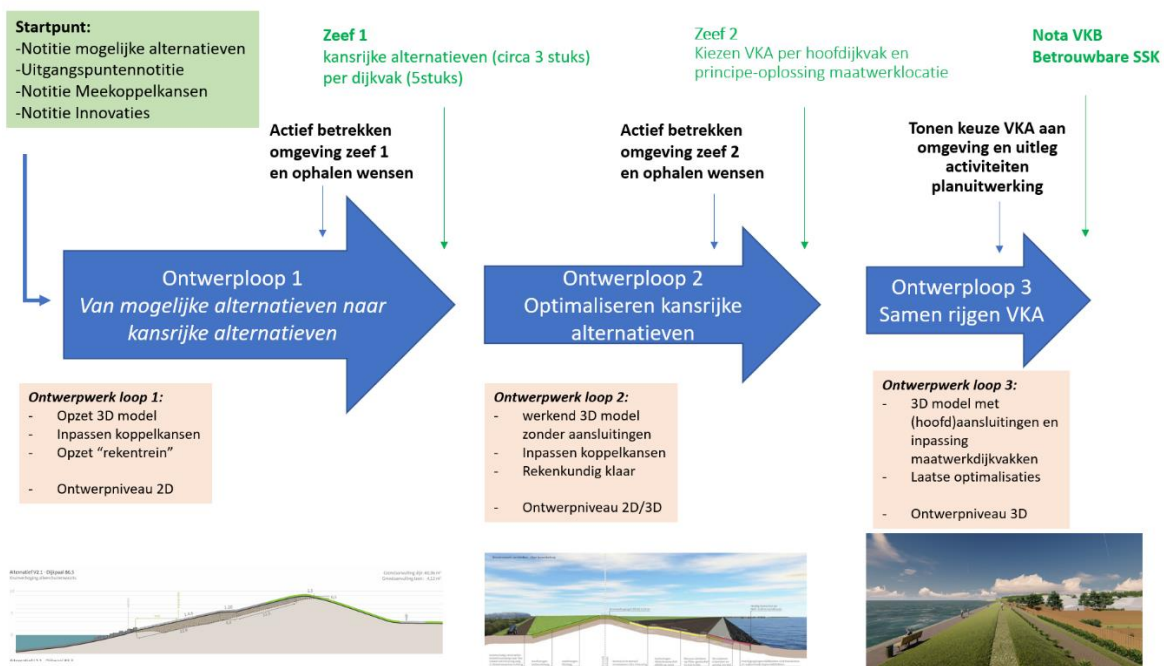 Startpunt:
-Notitie mogelijke alternatieven
-Uitgangspuntennotitie
-Notitie Meekoppelkansen
-Notitie Innovaties
Zeef 1
kansrijke alternatieven (circa 3 stuks)
per dijkvak (5stuks)
Zeef 2
Kiezen VKA per hoofdijkvak en
principe-oplossing maatwerklocatie
Nota VKB
Betrouwbare SSK
Actief betrekken
omgeving zeef 1
en ophalen wensen
Actief betrekken
omgeving zeef 2
en ophalen wensen
Tonen keuze VKA aan
omgeving en uitleg
activiteiten
planuitwerking
Ontwerploop 1
Van mogelijke alternatieven naar
kansrijke alternatieven
Ontwerploop 2
Optimaliseren kansrijke
alternatieven
Ontwerploop 3
Samen rijgen VKA
Ontwerpwerk loop 1:
- Opzet 3D model
- Inpassen koppelkansen
- Opzet “rekentrein”
- Ontwerpniveau 2D
Ontwerpwerk loop 2:
- werkend 3D model
zonder aansluitingen
- Inpassen koppelkansen
- Rekenkundig klaar
- Ontwerpniveau 2D/3D
Ontwerpwerk loop 3:
- 3D model met
(hoofd)aansluitingen en
inpassing
maatwerkdijkvakken
- Laatse optimalisaties
- Ontwerpniveau 3D